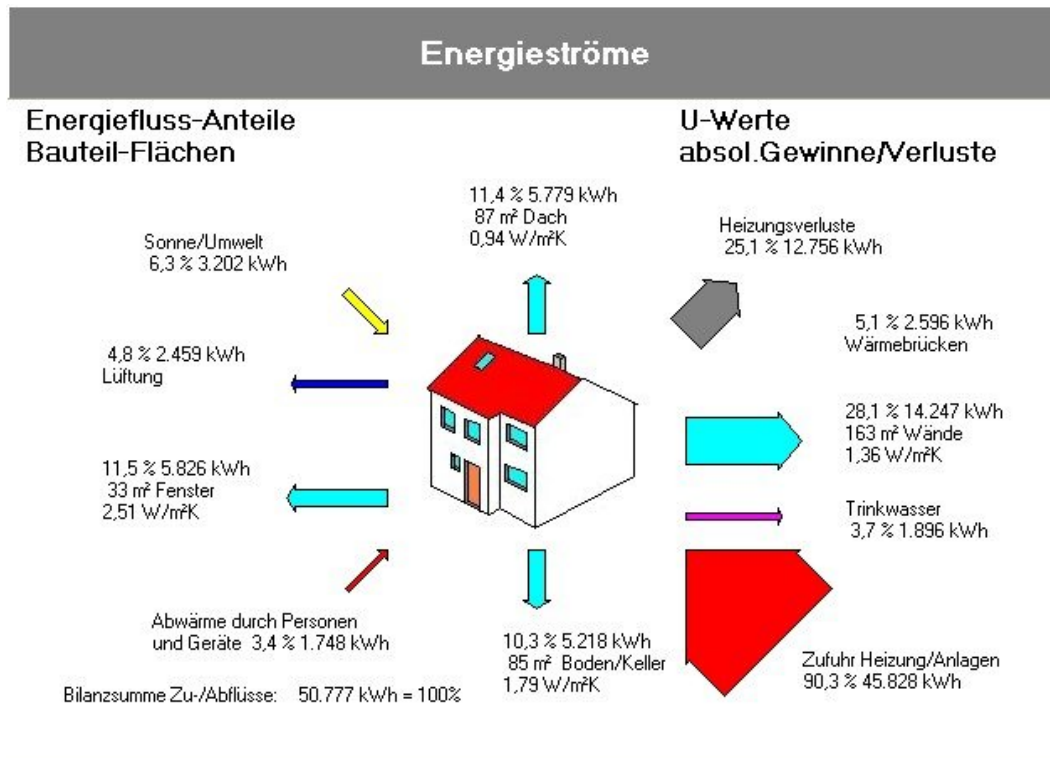 Energieströme
Energiefluss-Anteile
Bauteil-Flächen
U-Werte
absol.Gewinne/Verluste
11,4 % 5.779 kWh
87 m² Dach
0,94 W/m²K
Sonne/Umwelt
6,3 % 3.202 kWh
Heizungsverluste
25,1 % 12.756 kWh
4,8 % 2.459 kWh
Lüftung
5,1 % 2.596 kWh
Wärmebrücken
28,1 % 14.247 kWh
163 m² Wände
1,36 W/m²K
11,5 % 5.826 kWh
33 m² Fenster
2,51 W/m²K
Trinkwasser
3,7 % 1.896 kWh
Abwärme durch Personen
und Geräte 3,4 % 1.748 kWh
10,3 % 5.218 kWh
85 m² Boden/Keller
1,79 W/m²K
Zufuhr Heizung/Anlagen
90,3 % 45.828 kWh
Bilanzsumme Zu-/Abflüsse: 50.777 kWh = 100%